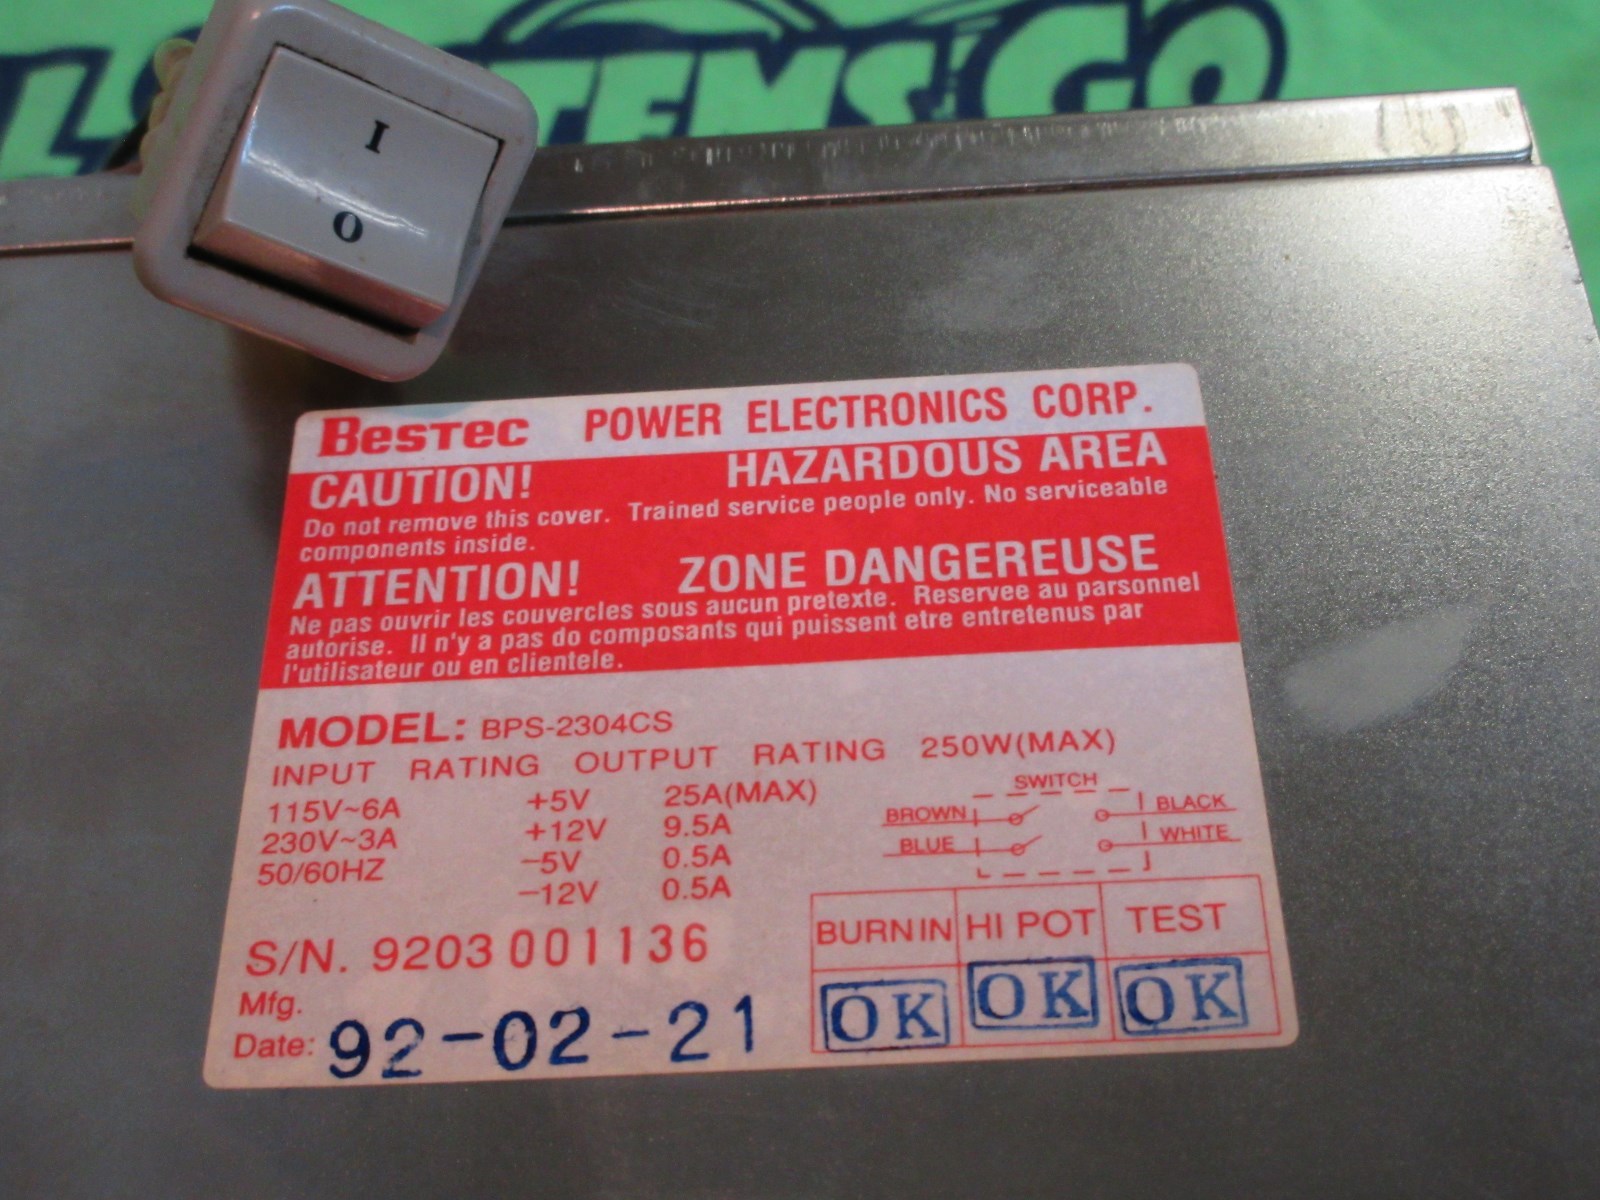 TEMS GO
I
O
BESTEC POWER ELECTRONICS CORP.
CAUTION! HAZARDOUS AREA
Do not remove this cover. Trained service people only. No serviceable
components inside.
ATTENTION! ZONE DANGEREUSE
Ne pas ouvrir les couvercles sous aucun pretexte. Reservee au parsonnel
autorise. Il n'y a pas do composants qui puissent etre entretenus par
l'utilisateur ou en clientele.
MODEL: BPS-2304CS
INPUT RATING OUTPUT RATING 250W(MAX)
115V~6A +5V 25A(MAX)
230V~3A +12V 9.5A
50/60HZ -5V 0.5A
-12V 0.5A
SWITCH
BROWN BLACK
BLUE WHITE
BURN IN HI POT TEST
OK OK OK
S/N. 9203 001136
Mfg.
Date: 92-02-21